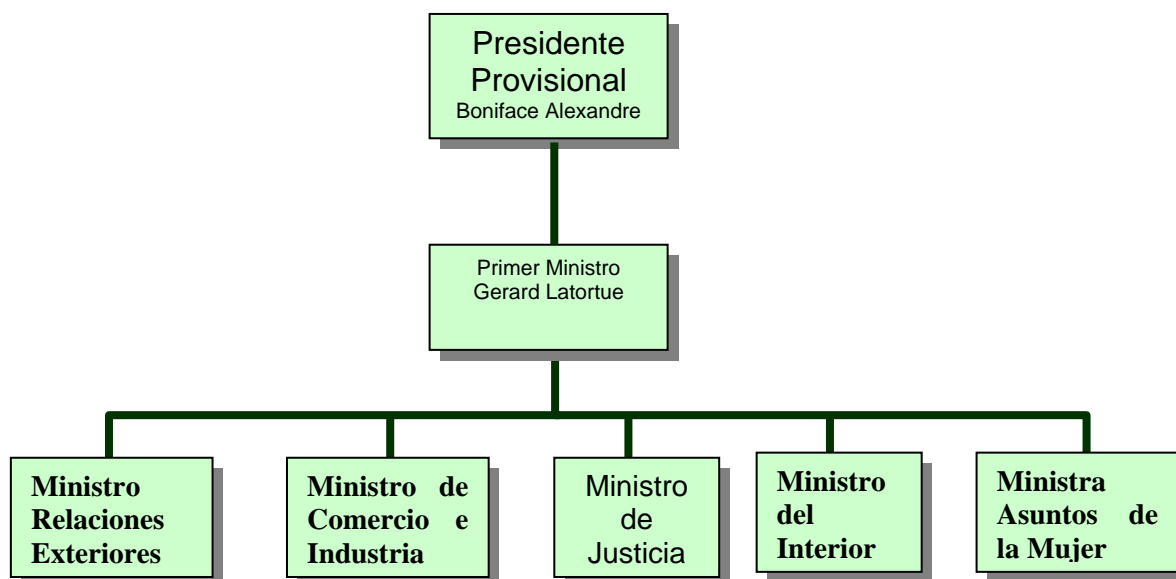 Presidente
Provisional
Boniface Alexandre
Primer Ministro
Gerard Latortue
Ministro
Relaciones
Exteriores
Ministro de
Comercio e
Industria
Ministro
de
Justicia
Ministro
del
Interior
Ministra
Asuntos de
la Mujer